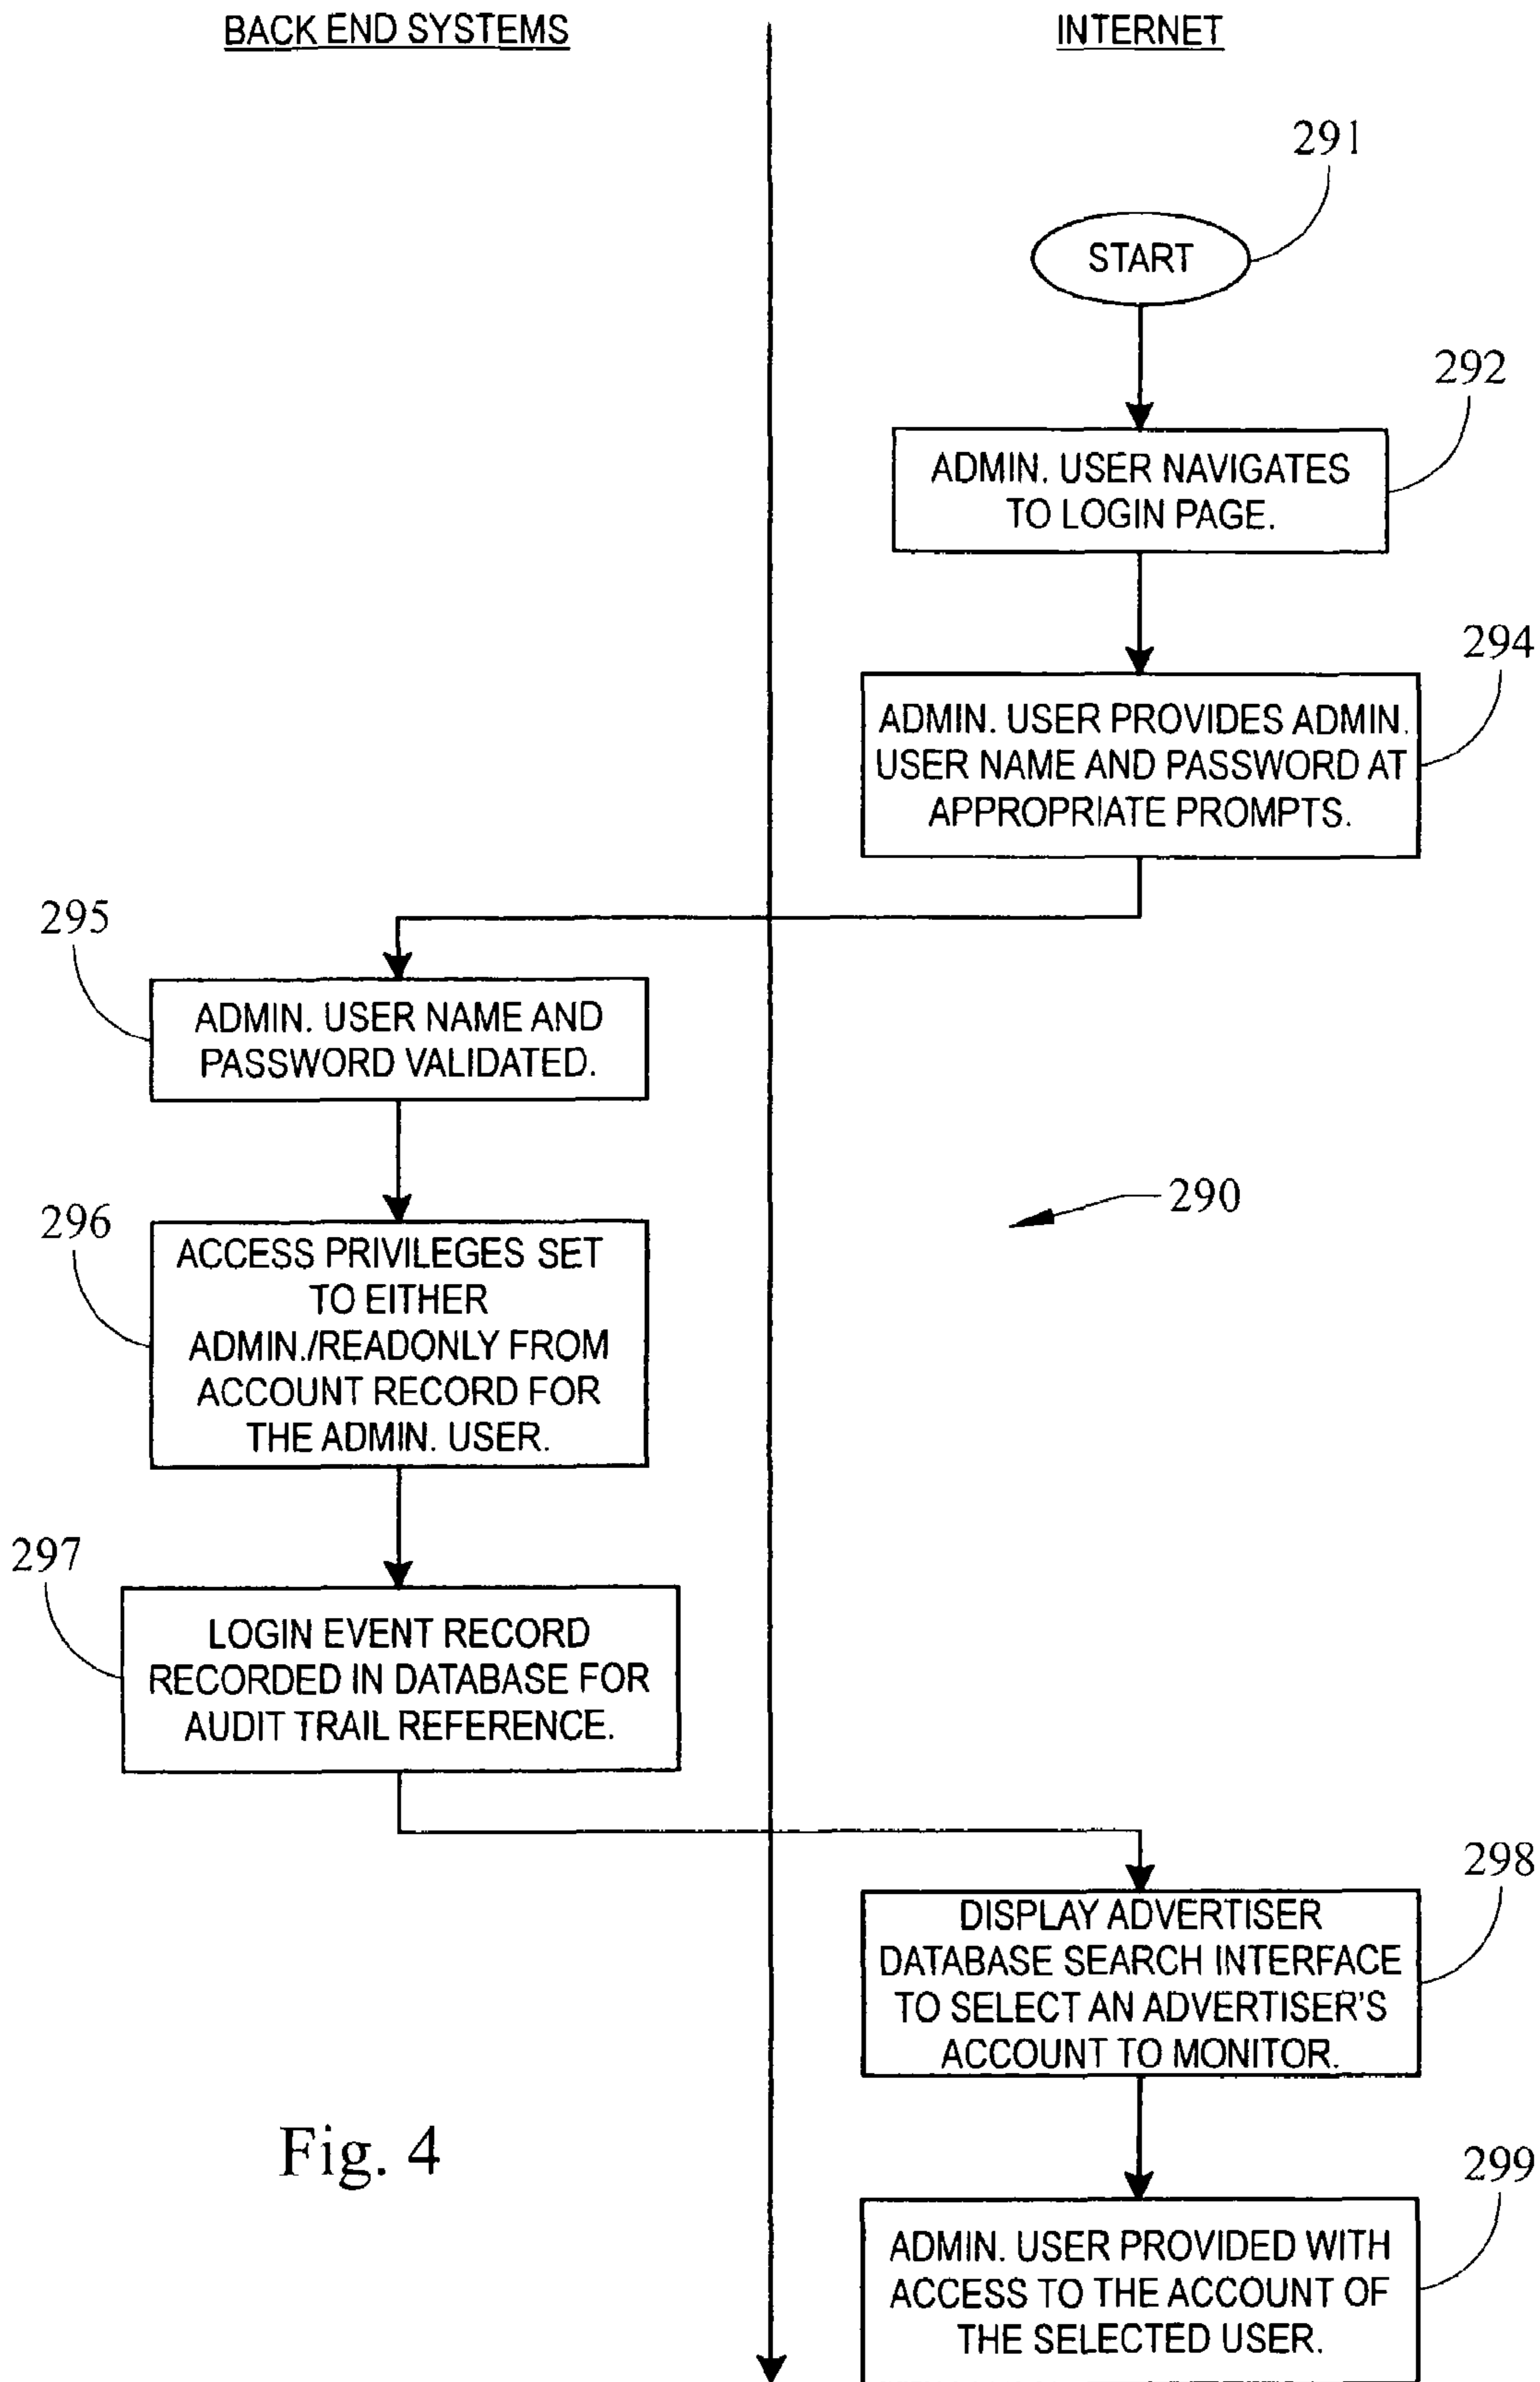 BACK END SYSTEMS
INTERNET
291
START
292
ADMIN. USER NAVIGATES
TO LOGIN PAGE.
294
ADMIN. USER PROVIDES ADMIN.
USER NAME AND PASSWORD AT
APPROPRIATE PROMPTS.
295
ADMIN. USER NAME AND
PASSWORD VALIDATED.
290
296
ACCESS PRIVILEGES SET
TO EITHER
ADMIN./READONLY FROM
ACCOUNT RECORD FOR
THE ADMIN. USER.
297
LOGIN EVENT RECORD
RECORDED IN DATABASE FOR
AUDIT TRAIL REFERENCE.
298
DISPLAY ADVERTISER
DATABASE SEARCH INTERFACE
TO SELECT AN ADVERTISER'S
ACCOUNT TO MONITOR.
Fig. 4
299
ADMIN. USER PROVIDED WITH
ACCESS TO THE ACCOUNT OF
THE SELECTED USER.